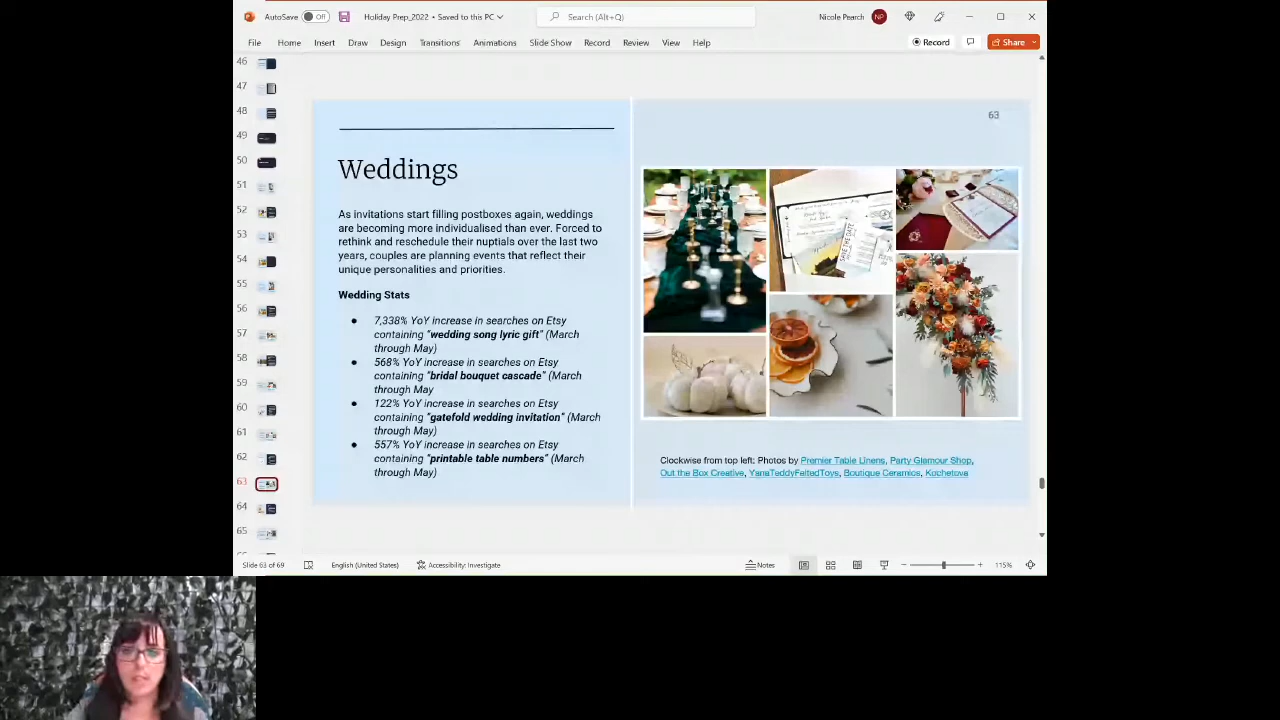 AutoSave Off Holiday Prep_2022 • Saved to this PC Search (Alt+Q) Nicole Pearch NP
File Home Insert Draw Design Transitions Animations Slide Show Record Review View Help Record Share
46
47
48
49
50
51
52
53
54
55
56
57
58
59
60
61
62
63
64
65
63
Weddings
As invitations start filling postboxes again, weddings
are becoming more individualised than ever. Forced to
rethink and reschedule their nuptials over the last two
years, couples are planning events that reflect their
unique personalities and priorities.
Wedding Stats
● 7,338% YoY increase in searches on Etsy
containing "wedding song lyric gift" (March
through May)
● 568% YoY increase in searches on Etsy
containing "bridal bouquet cascade" (March
through May
● 122% YoY increase in searches on Etsy
containing "gatefold wedding invitation" (March
through May)
● 557% YoY increase in searches on Etsy
containing "printable table numbers" (March
through May)
SAVE THE DATE
Clockwise from top left: Photos by Premier Table Linens, Party Glamour Shop,
Out the Box Creative, YanaTeddyFeltedToys, Boutique Ceramics, Kochetova
Slide 63 of 69 English (United States) Accessibility: Investigate Notes 115%